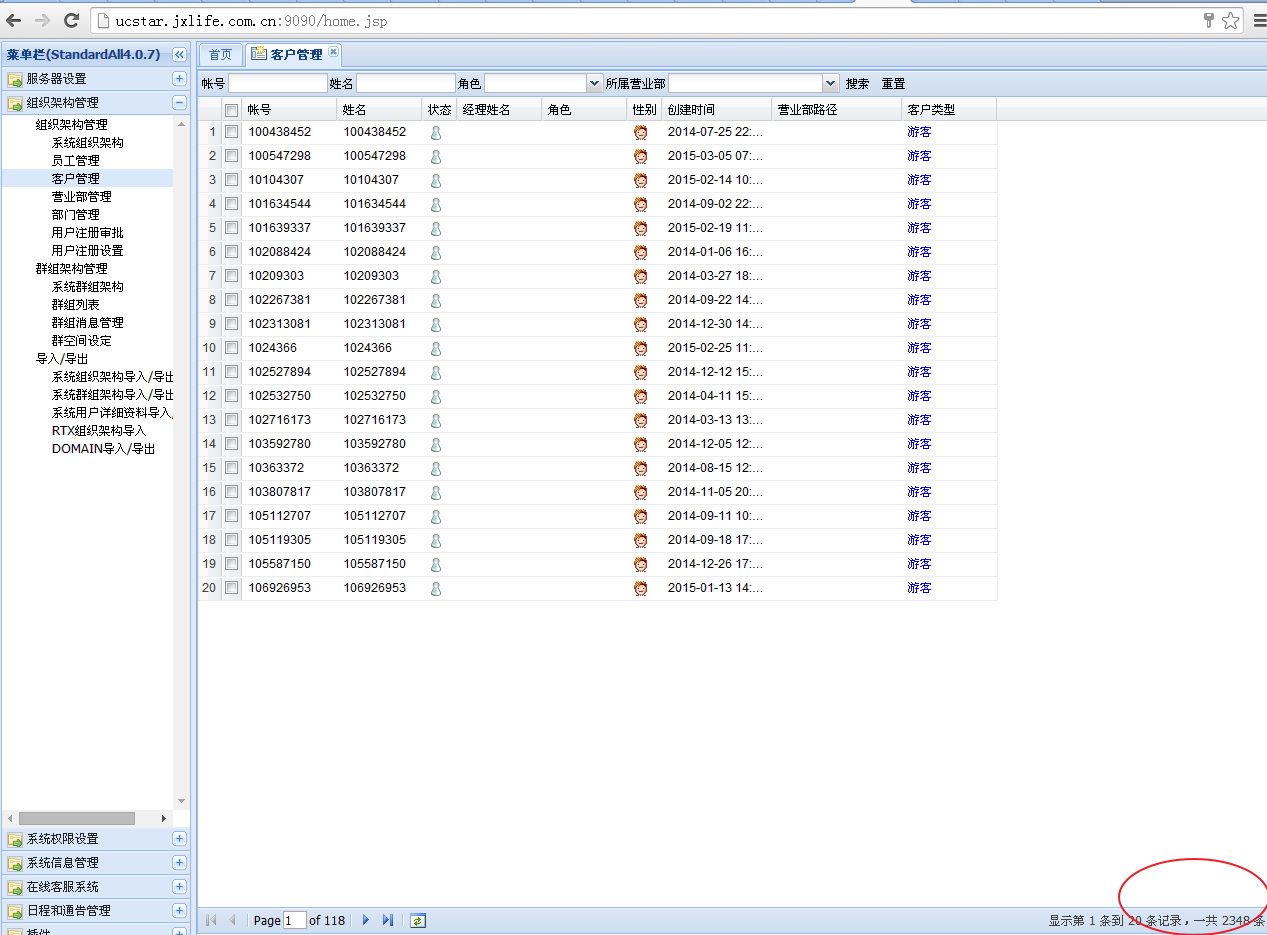 ucstar.jxlife.com.cn:9090/home.jsp
菜单栏(StandardAll4.0.7)
服务器设置
组织架构管理
组织架构管理
系统组织架构
员工管理
客户管理
营业部管理
部门管理
用户注册审批
用户注册设置
群组架构管理
系统群组架构
群组列表
群组消息管理
群空间设定
导入/导出
系统组织架构导入/导出
系统群组架构导入/导出
系统用户详细资料导入/
RTX组织架构导入
DOMAIN导入/导出
系统权限设置
系统信息管理
在线客服系统
日程和通告管理
插件
首页 客户管理
帐号 姓名 角色 所属营业部 搜索 重置
帐号 姓名 状态 经理姓名 角色 性别 创建时间 营业部路径 客户类型
1 100438452 100438452 2014-07-25 22:... 游客
2 100547298 100547298 2015-03-05 07:... 游客
3 10104307 10104307 2015-02-14 10:... 游客
4 101634544 101634544 2014-09-02 22:... 游客
5 101639337 101639337 2015-02-19 11:... 游客
6 102088424 102088424 2014-01-06 16:... 游客
7 10209303 10209303 2014-03-27 18:... 游客
8 102267381 102267381 2014-09-22 14:... 游客
9 102313081 102313081 2014-12-30 14:... 游客
10 1024366 1024366 2015-02-25 11:... 游客
11 102527894 102527894 2014-12-12 15:... 游客
12 102532750 102532750 2014-04-11 15:... 游客
13 102716173 102716173 2014-03-13 13:... 游客
14 103592780 103592780 2014-12-05 12:... 游客
15 10363372 10363372 2014-08-15 12:... 游客
16 103807817 103807817 2014-11-05 20:... 游客
17 105112707 105112707 2014-09-11 10:... 游客
18 105119305 105119305 2014-09-18 17:... 游客
19 105587150 105587150 2014-12-26 17:... 游客
20 106926953 106926953 2015-01-13 14:... 游客
Page 1 of 118 显示第 1 条到 20 条记录，一共 2348 条